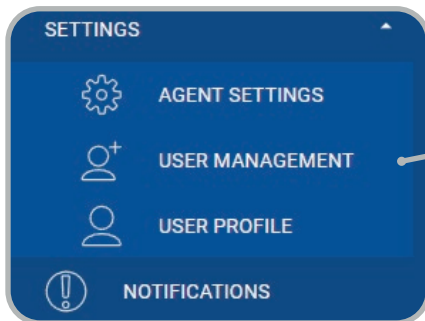 SETTINGS
AGENT SETTINGS
USER MANAGEMENT
USER PROFILE
NOTIFICATIONS